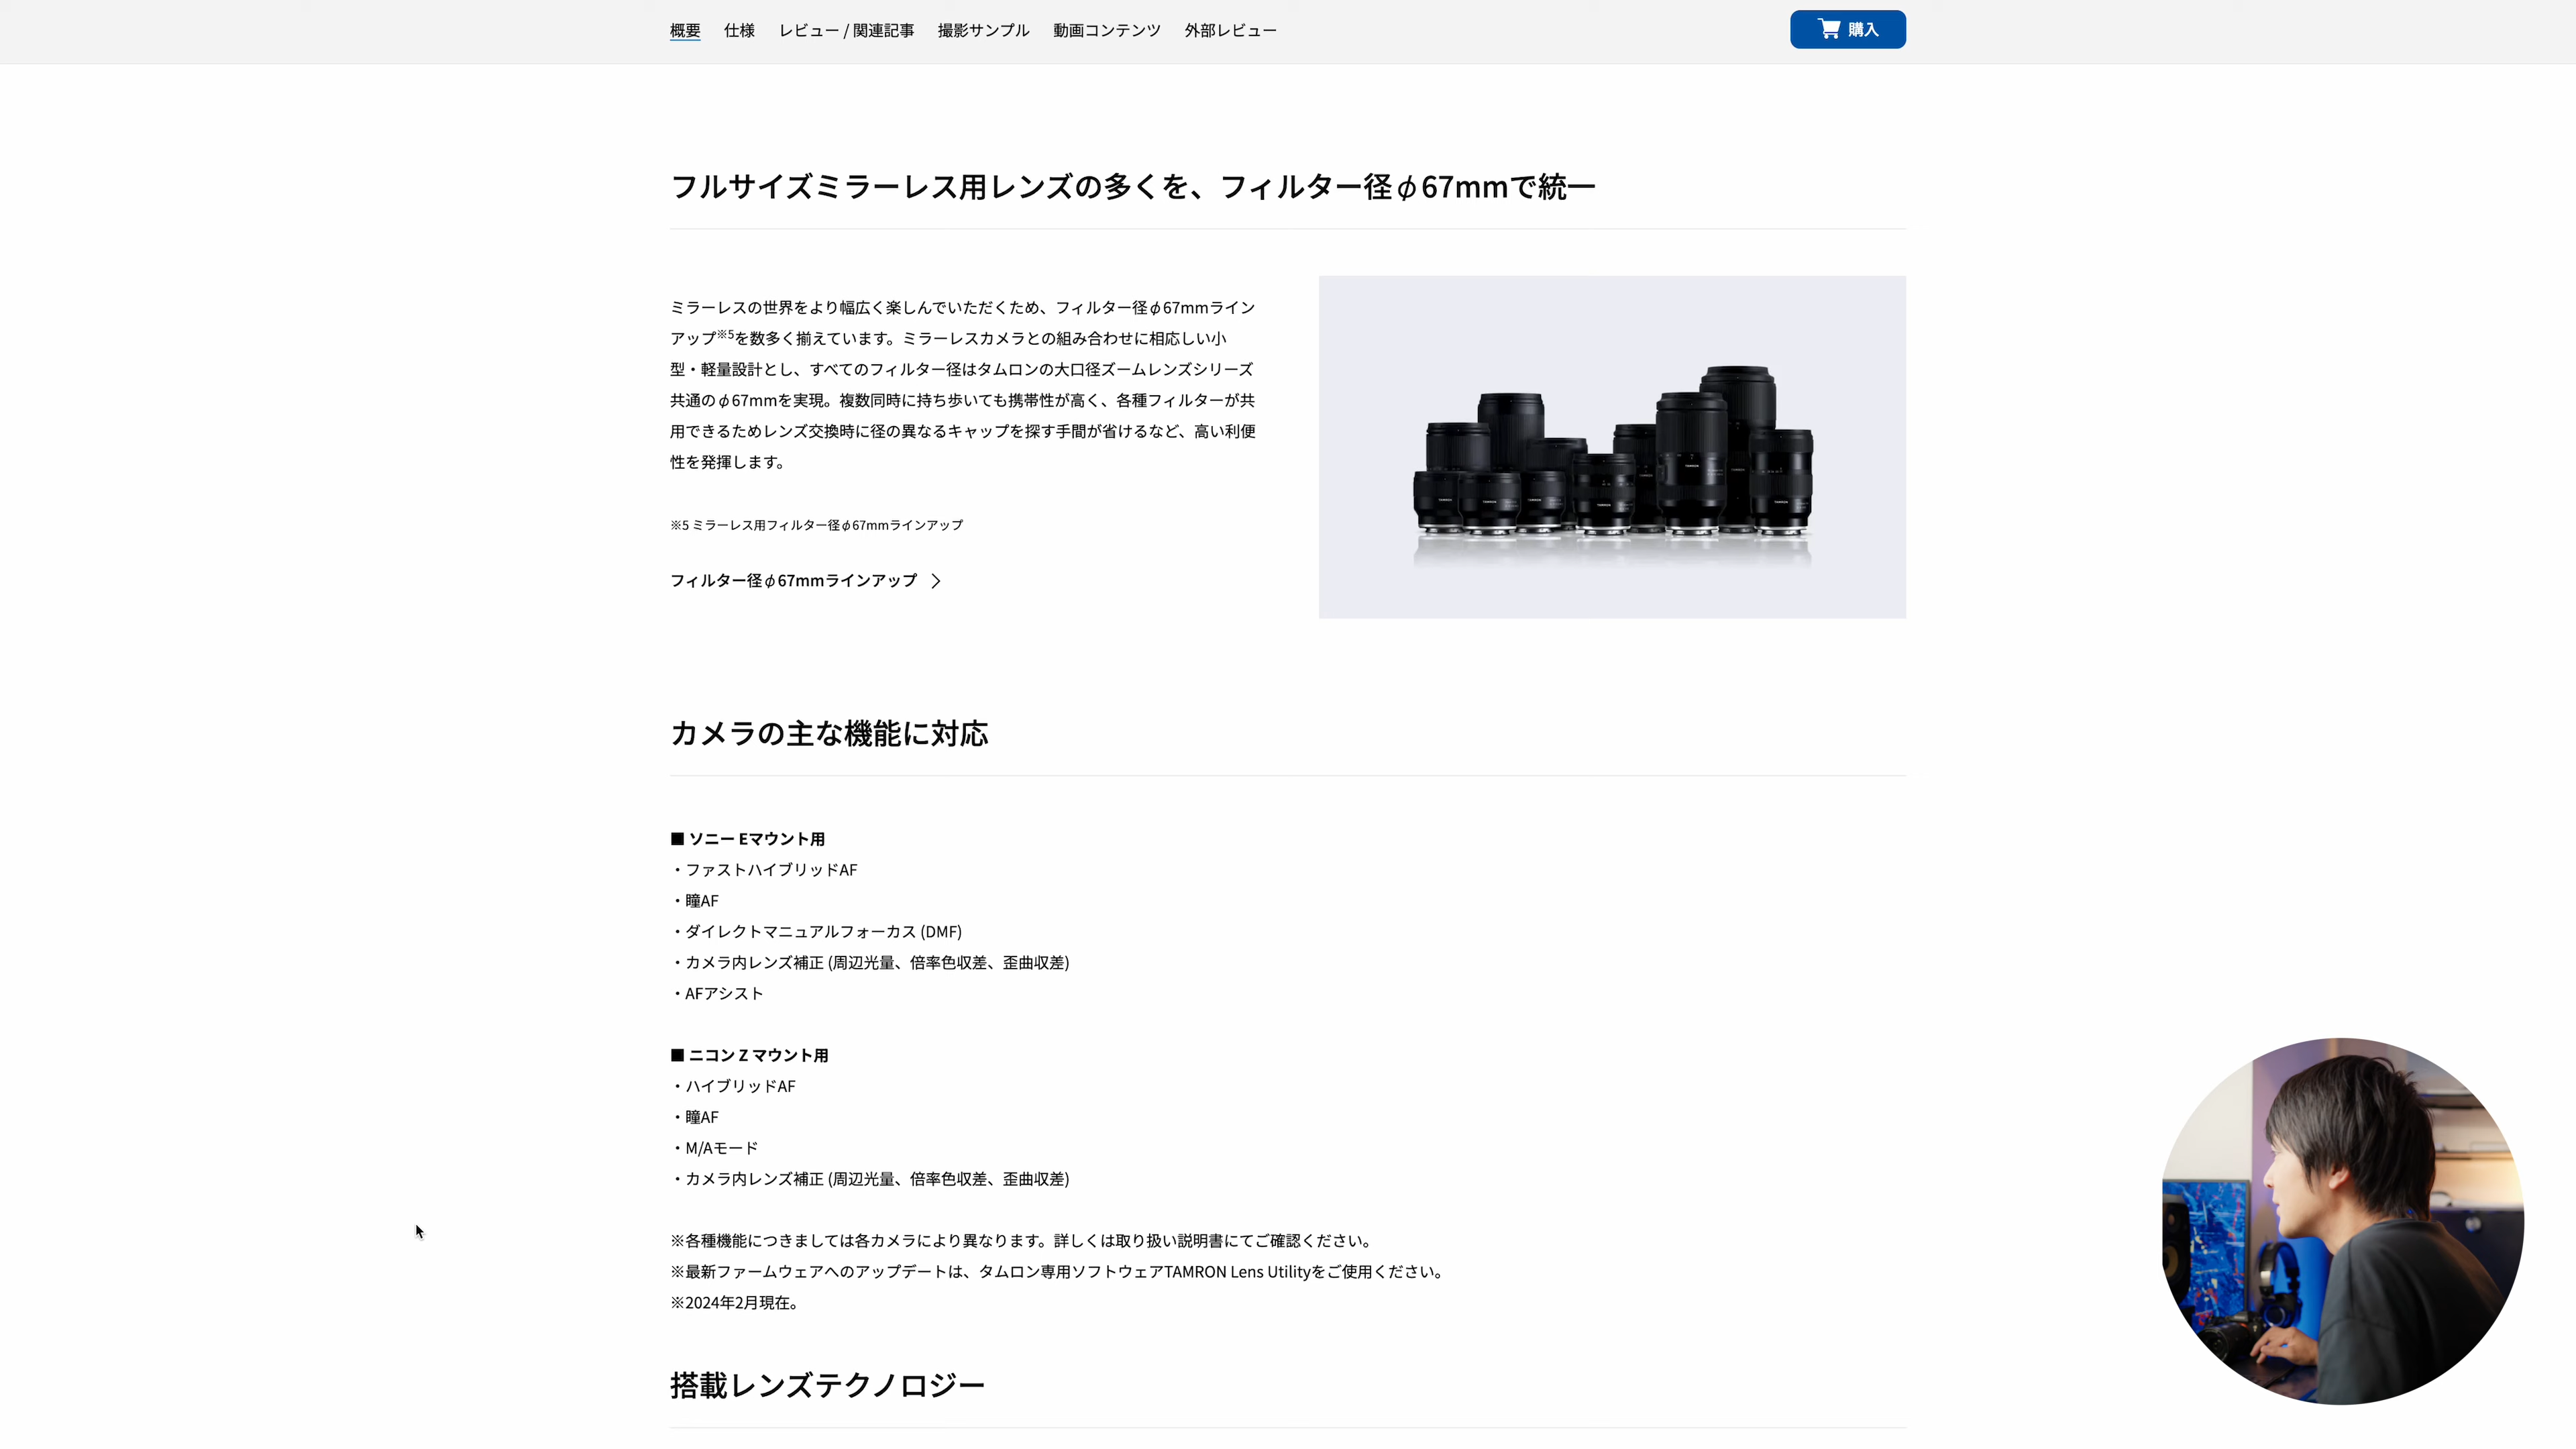 概要 仕様 レビュー / 関連記事 撮影サンプル 動画コンテンツ 外部レビュー 購入
フルサイズミラーレス用レンズの多くを、フィルター径φ67mmで統一
ミラーレスの世界をより幅広く楽しんでいただくため、フィルター径φ67mmライン
アップ※5を数多く揃えています。ミラーレスカメラとの組み合わせに相応しい小
型・軽量設計とし、すべてのフィルター径はタムロンの大口径ズームレンズシリーズ
共通のφ67mmを実現。複数同時に持ち歩いても携帯性が高く、各種フィルターが共
用できるためレンズ交換時に径の異なるキャップを探す手間が省けるなど、高い利便
性を発揮します。
※5 ミラーレス用フィルター径φ67mmラインアップ
フィルター径φ67mmラインアップ
TAMRON TAMRON TAMRON TAMRON TAMRON TAMRON
カメラの主な機能に対応
■ ソニー Eマウント用
・ファストハイブリッドAF
・瞳AF
・ダイレクトマニュアルフォーカス (DMF)
・カメラ内レンズ補正 (周辺光量、倍率色収差、歪曲収差)
・AFアシスト
■ ニコン Z マウント用
・ハイブリッドAF
・瞳AF
・M/Aモード
・カメラ内レンズ補正 (周辺光量、倍率色収差、歪曲収差)
※各種機能につきましては各カメラにより異なります。詳しくは取り扱い説明書にてご確認ください。
※最新ファームウェアへのアップデートは、タムロン専用ソフトウェアTAMRON Lens Utilityをご使用ください。
※2024年2月現在。
搭載レンズテクノロジー